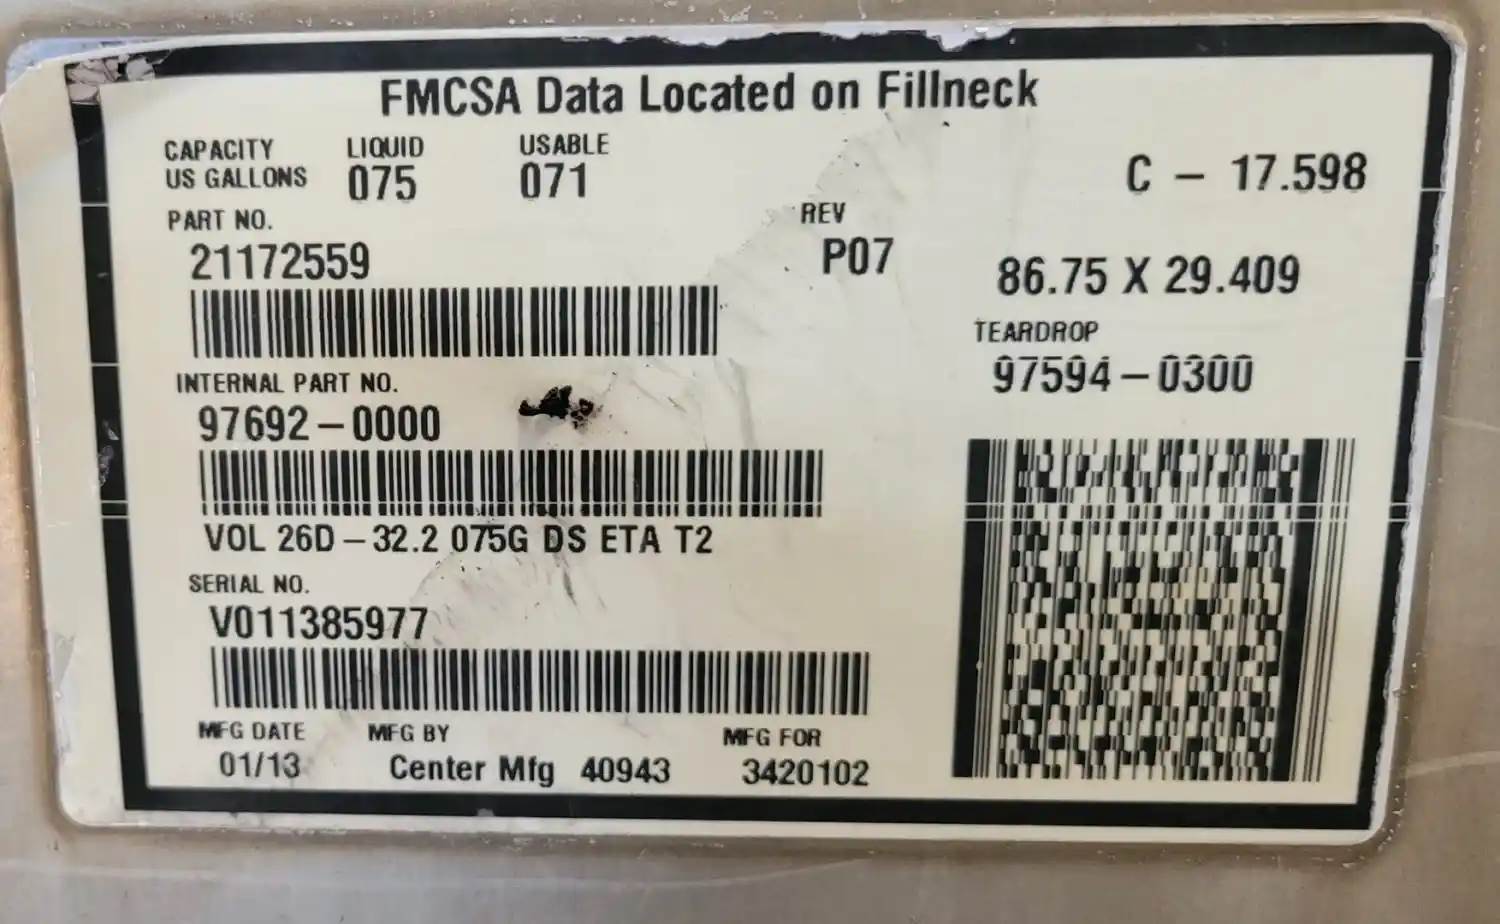 FMCSA Data Located on Fillneck
CAPACITY LIQUID USABLE
US GALLONS 075 071
C - 17.598
PART NO. REV
21172559 P07
86.75 X 29.409
TEARDROP
97594-0300
INTERNAL PART NO.
97692-0000
VOL 26D-32.2 075G DS ETA T2
SERIAL NO.
V011385977
MFG DATE MFG BY MFG FOR
01/13 Center Mfg 40943 3420102